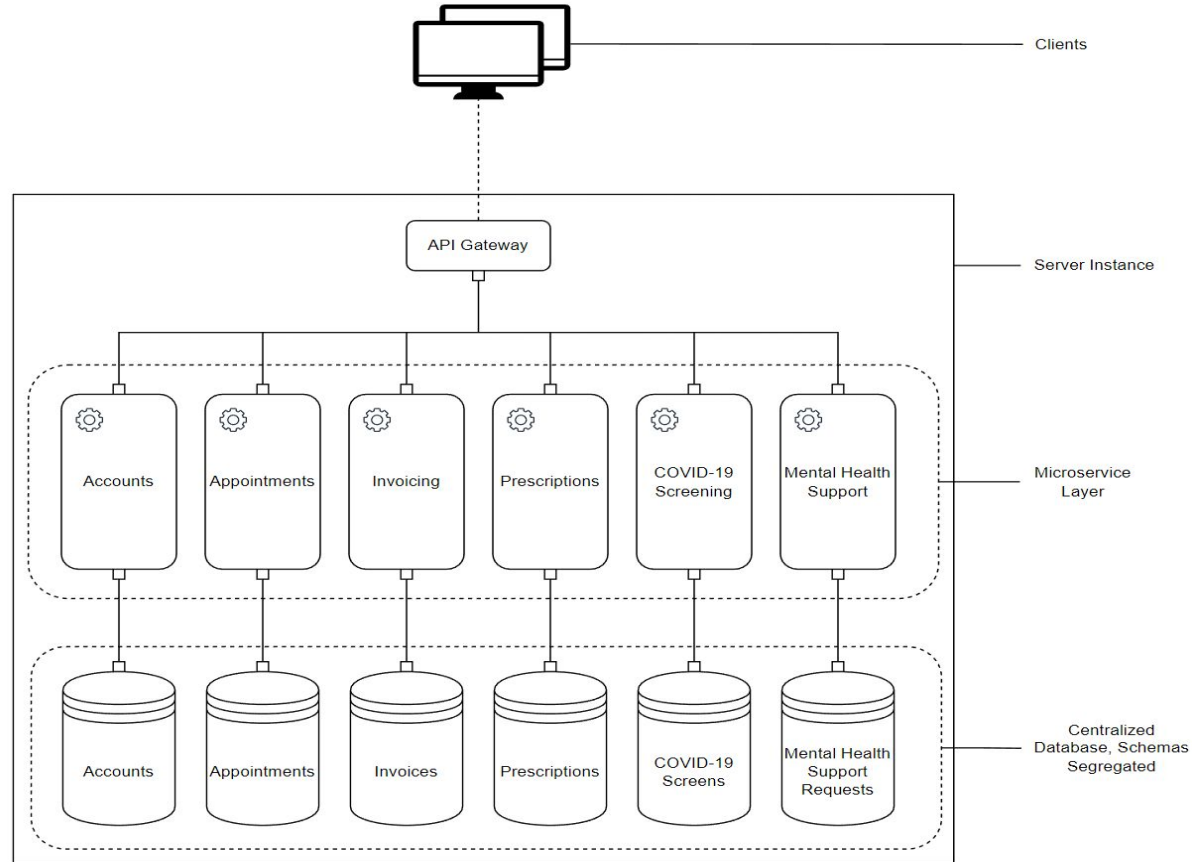 Clients
API Gateway
Server Instance
Accounts
Appointments
Invoicing
Prescriptions
COVID-19
Screening
Mental Health
Support
Microservice
Layer
Accounts
Appointments
Invoices
Prescriptions
COVID-19
Screens
Mental Health
Support
Requests
Centralized
Database, Schemas
Segregated